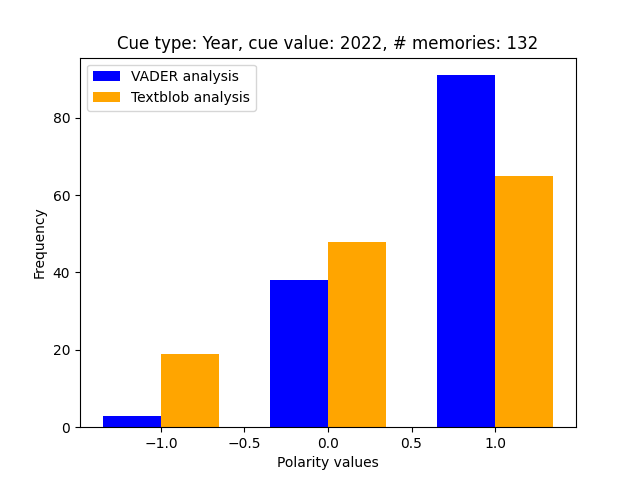 Cue type: Year, cue value: 2022, # memories: 132
VADER analysis
Textblob analysis
80
60
40
20
0
Frequency
−1.0
−0.5
0.0
0.5
1.0
Polarity values